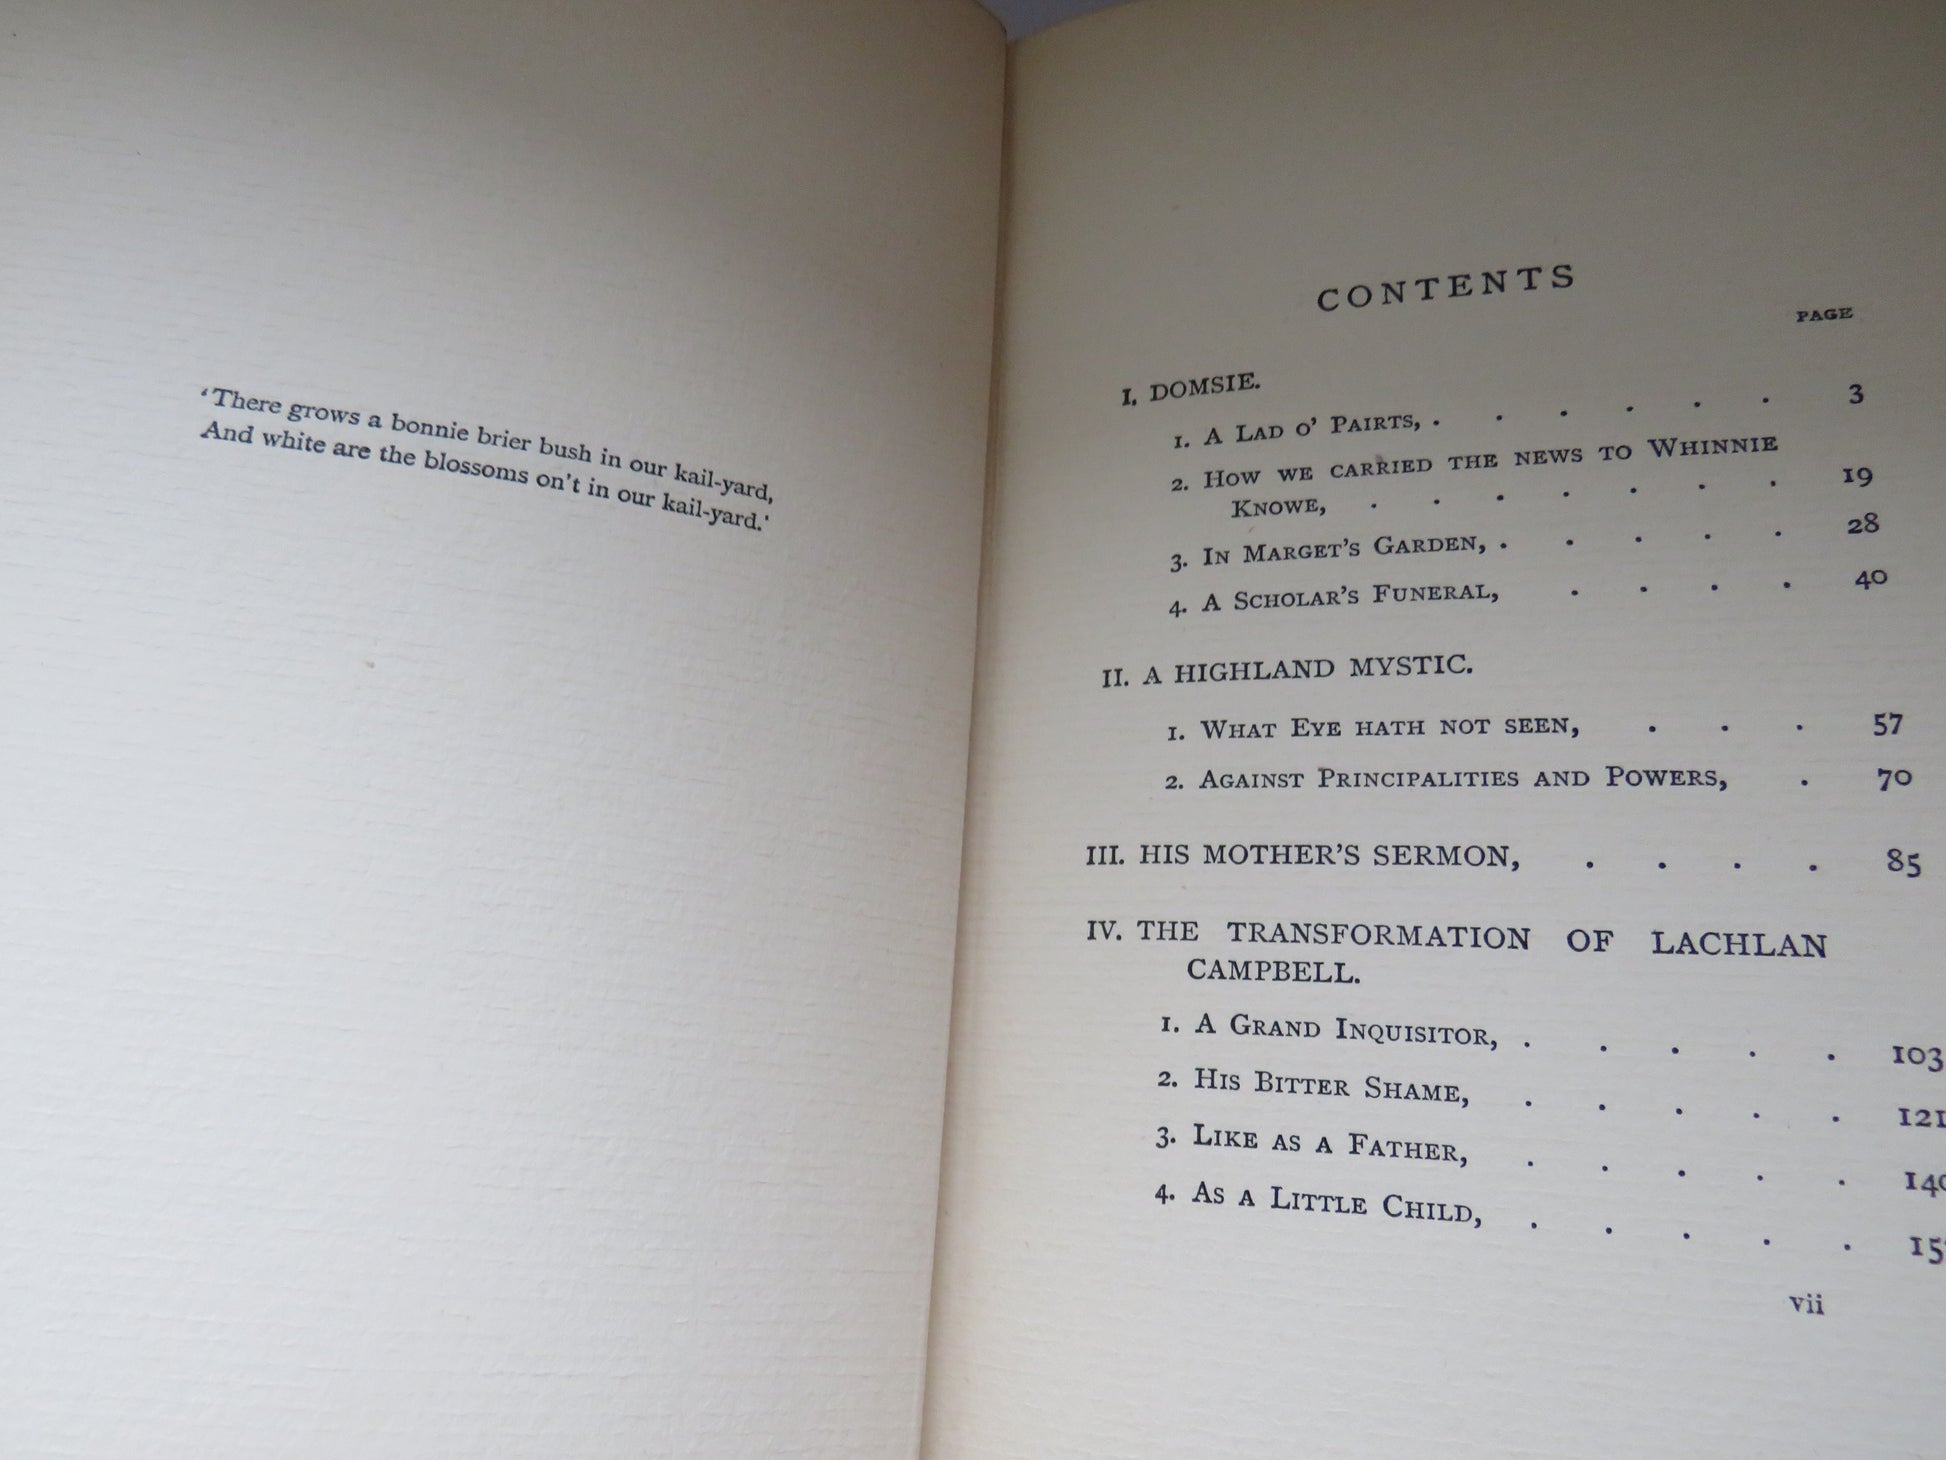 ‘There grows a bonnie brier bush in our kail-yard,
And white are the blossoms on't in our kail-yard.’
CONTENTS
PAGE
I. DOMSIE.
1. A Lad o’ Pairts, . . . . . . 3
2. How we carried the news to Whinnie
Knowe, . . . . . . . 19
3. In Marget’s Garden, . . . . . 28
4. A Scholar’s Funeral, . . . . 40
II. A HIGHLAND MYSTIC.
1. What Eye hath not seen, . . . 57
2. Against Principalities and Powers, . 70
III. HIS MOTHER’S SERMON, . . . . 85
IV. THE TRANSFORMATION OF LACHLAN
CAMPBELL.
1. A Grand Inquisitor, . . . . . 103
2. His Bitter Shame, . . . . . 121
3. Like as a Father, . . . . . 140
4. As a Little Child, . . . . .
vii